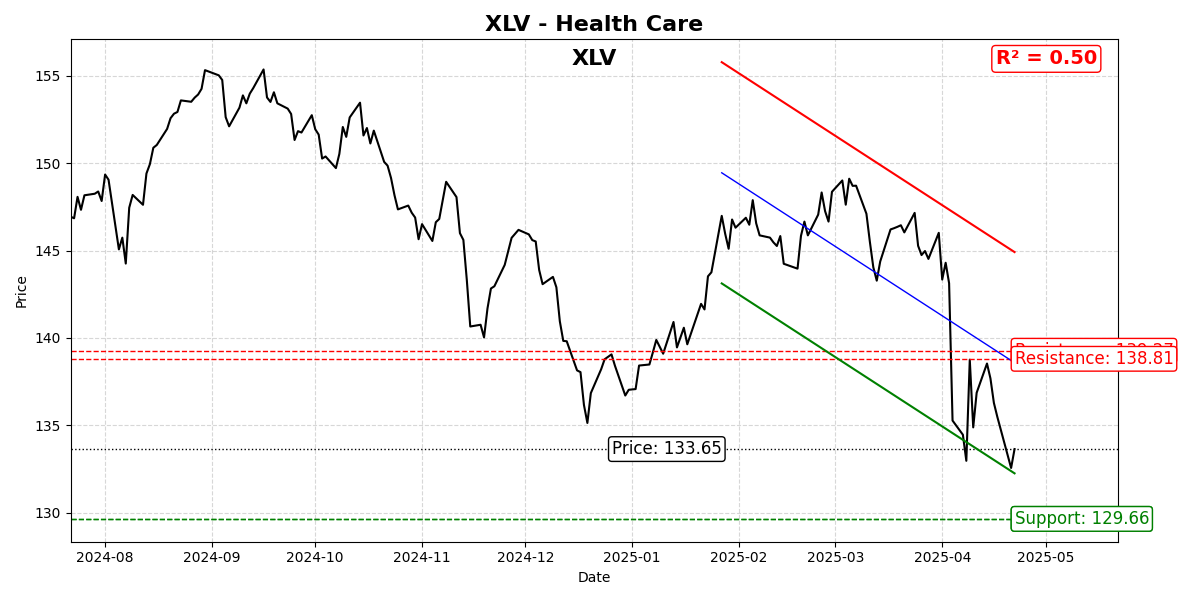 XLV - Health Care
XLV
R² = 0.50
155
150
145
140
135
130
Price
Resistance: 138.81
Price: 133.65
Support: 129.66
2024-08
2024-09
2024-10
2024-11
2024-12
2025-01
2025-02
2025-03
2025-04
2025-05
Date